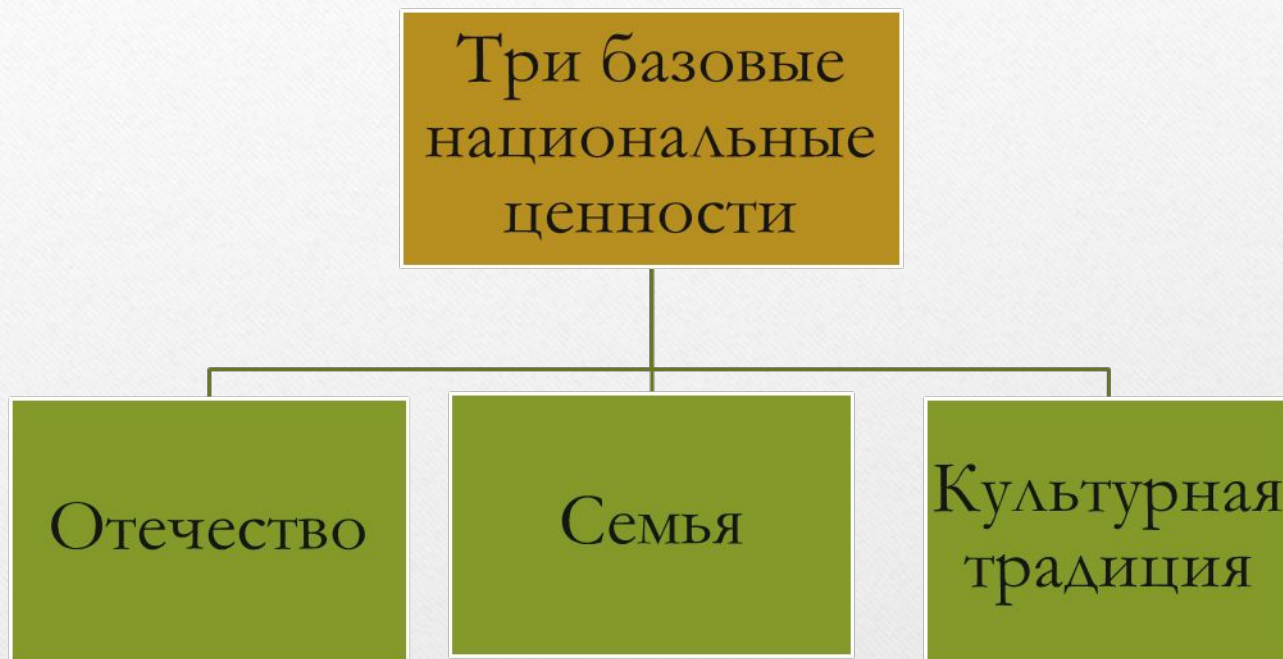 Три базовые
национальные
ценности
Отечество
Семья
Культурная
традиция